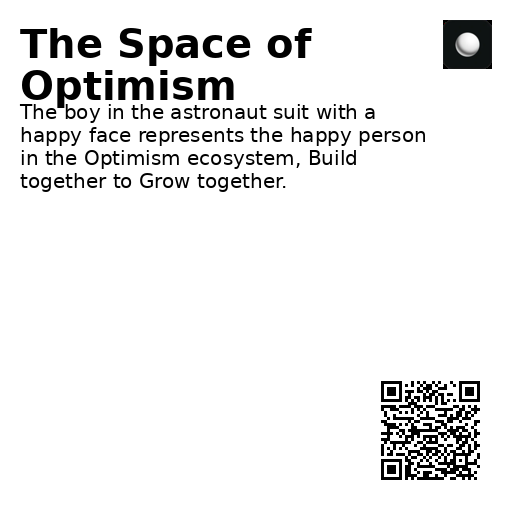 The Space of
Optimism
The boy in the astronaut suit with a
happy face represents the happy person
in the Optimism ecosystem, Build
together to Grow together.